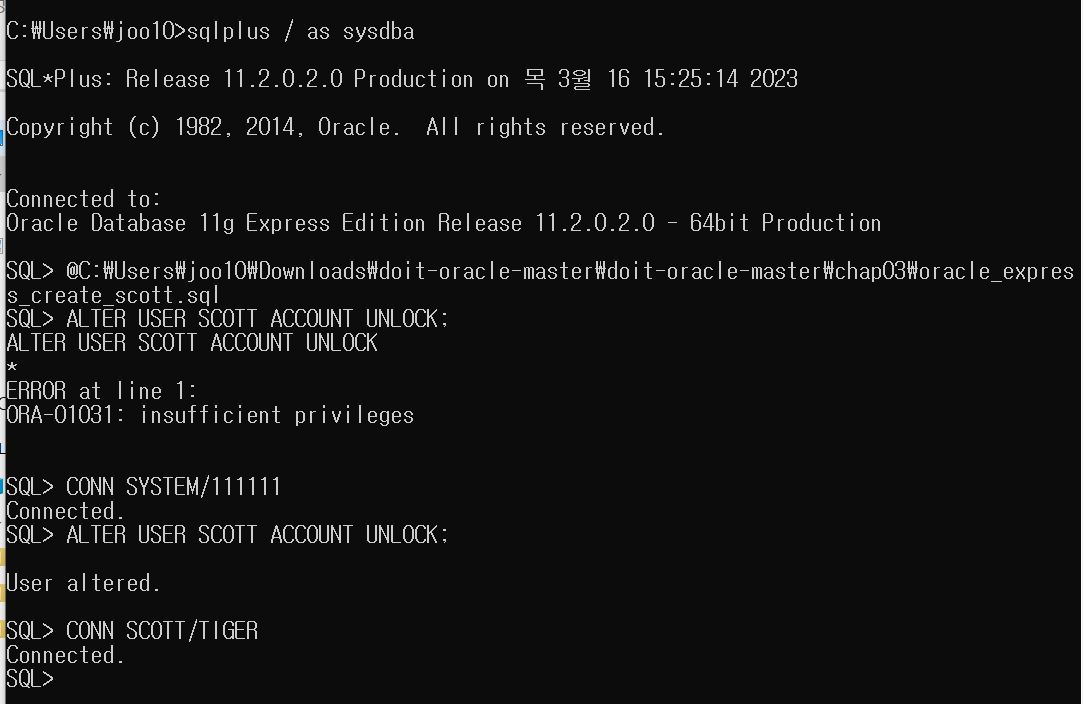 C:₩Users₩joo10>sqlplus / as sysdba
SQL*Plus: Release 11.2.0.2.0 Production on 목 3월 16 15:25:14 2023
Copyright (c) 1982, 2014, Oracle.  All rights reserved.
Connected to:
Oracle Database 11g Express Edition Release 11.2.0.2.0 - 64bit Production
SQL> @C:₩Users₩joo10₩Downloads₩doit-oracle-master₩doit-oracle-master₩chap03₩oracle_expres
s_create_scott.sql
SQL> ALTER USER SCOTT ACCOUNT UNLOCK;
ALTER USER SCOTT ACCOUNT UNLOCK
*
ERROR at line 1:
ORA-01031: insufficient privileges
SQL> CONN SYSTEM/111111
Connected.
SQL> ALTER USER SCOTT ACCOUNT UNLOCK;
User altered.
SQL> CONN SCOTT/TIGER
Connected.
SQL>